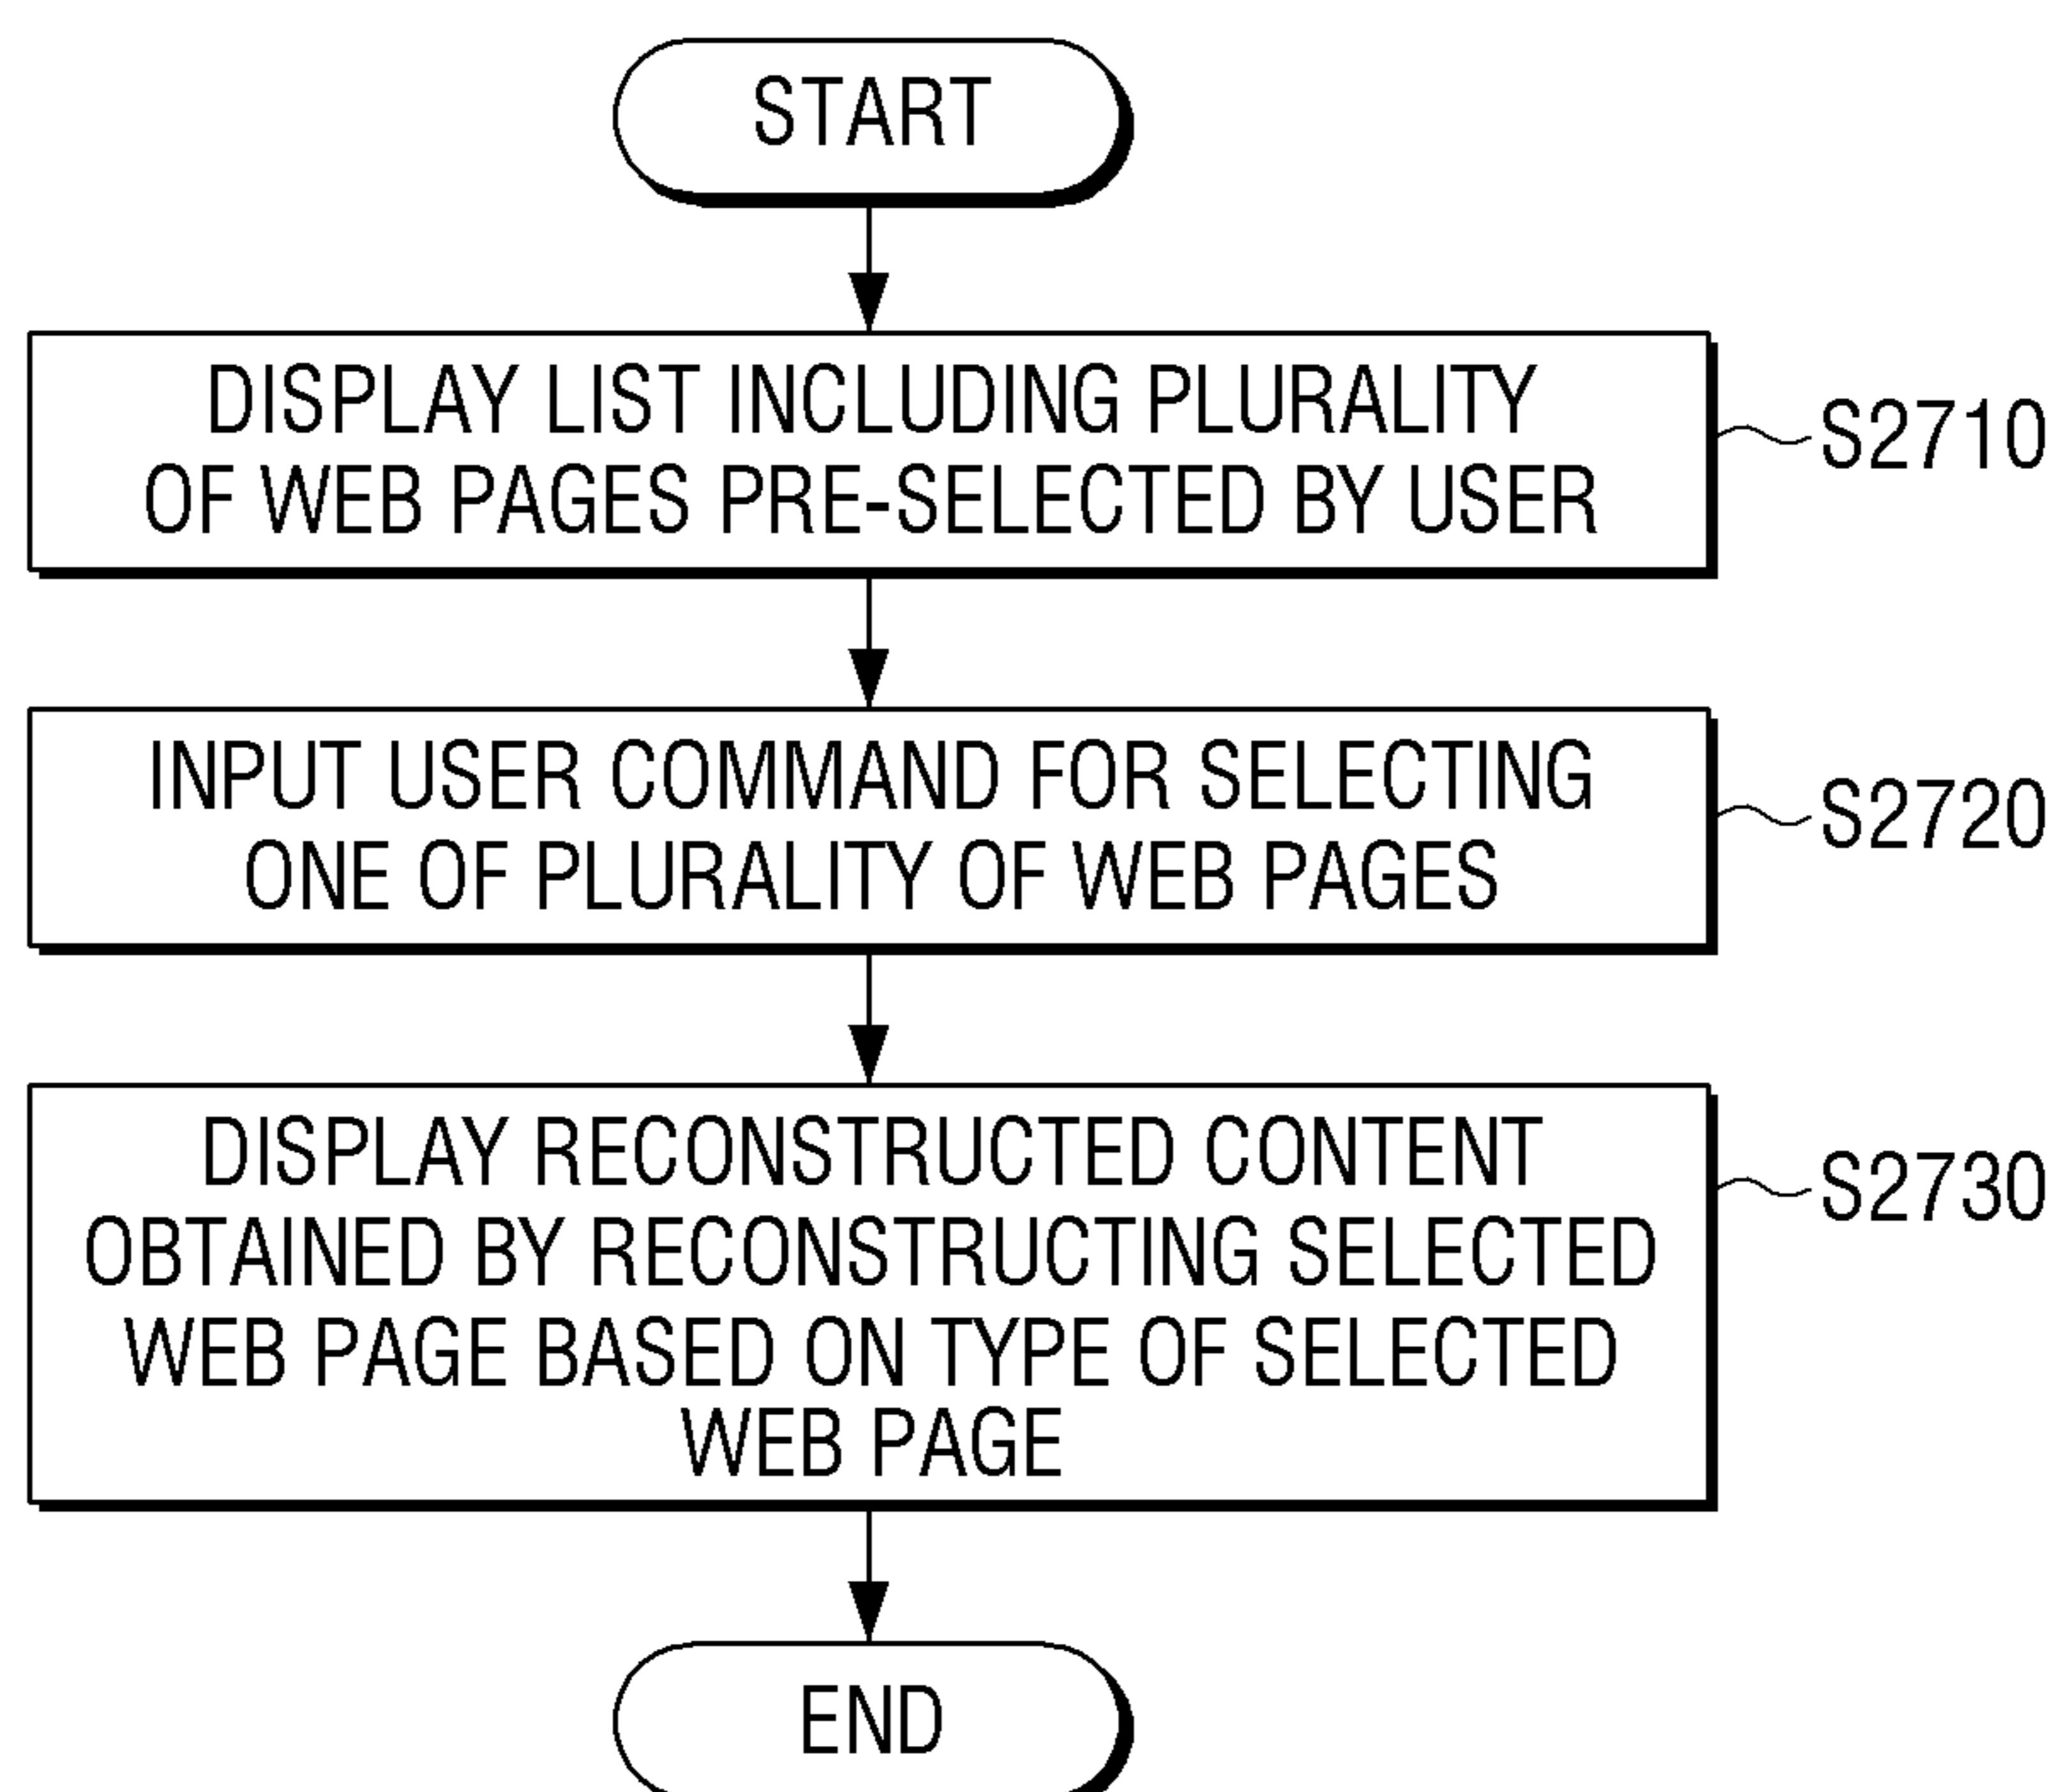 START
DISPLAY LIST INCLUDING PLURALITY
OF WEB PAGES PRE-SELECTED BY USER
S2710
INPUT USER COMMAND FOR SELECTING
ONE OF PLURALITY OF WEB PAGES
S2720
DISPLAY RECONSTRUCTED CONTENT
OBTAINED BY RECONSTRUCTING SELECTED
WEB PAGE BASED ON TYPE OF SELECTED
WEB PAGE
S2730
END